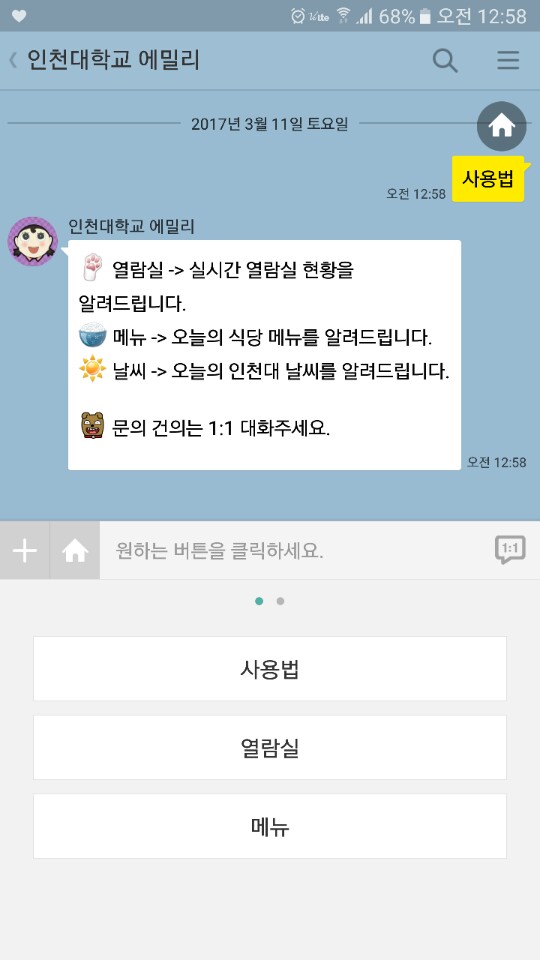 68% 오전 12:58
인천대학교 에밀리
2017년 3월 11일 토요일
사용법
오전 12:58
인천대학교 에밀리
열람실 -> 실시간 열람실 현황을
알려드립니다.
메뉴 -> 오늘의 식당 메뉴를 알려드립니다.
날씨 -> 오늘의 인천대 날씨를 알려드립니다.
문의 건의는 1:1 대화주세요.
오전 12:58
원하는 버튼을 클릭하세요.
1:1
사용법
열람실
메뉴